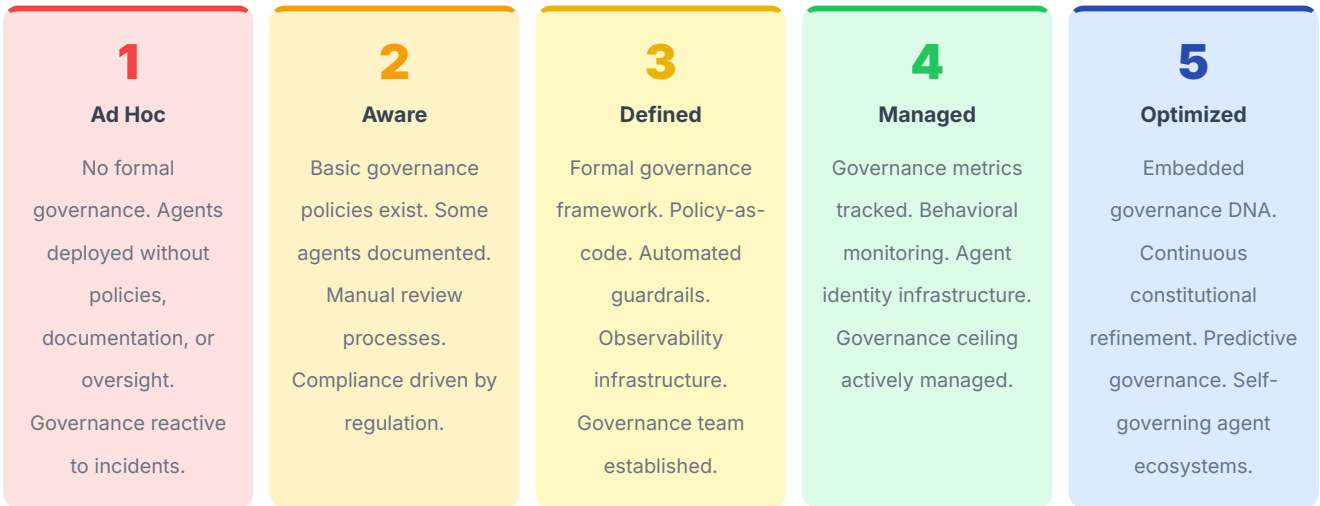 1
Ad Hoc
No formal
governance. Agents
deployed without
policies,
documentation, or
oversight.
Governance reactive
to incidents.
2
Aware
Basic governance
policies exist. Some
agents documented.
Manual review
processes.
Compliance driven by
regulation.
3
Defined
Formal governance
framework. Policy-as-
code. Automated
guardrails.
Observability
infrastructure.
Governance team
established.
4
Managed
Governance metrics
tracked. Behavioral
monitoring. Agent
identity infrastructure.
Governance ceiling
actively managed.
5
Optimized
Embedded
governance DNA.
Continuous
constitutional
refinement. Predictive
governance. Self-
governing agent
ecosystems.